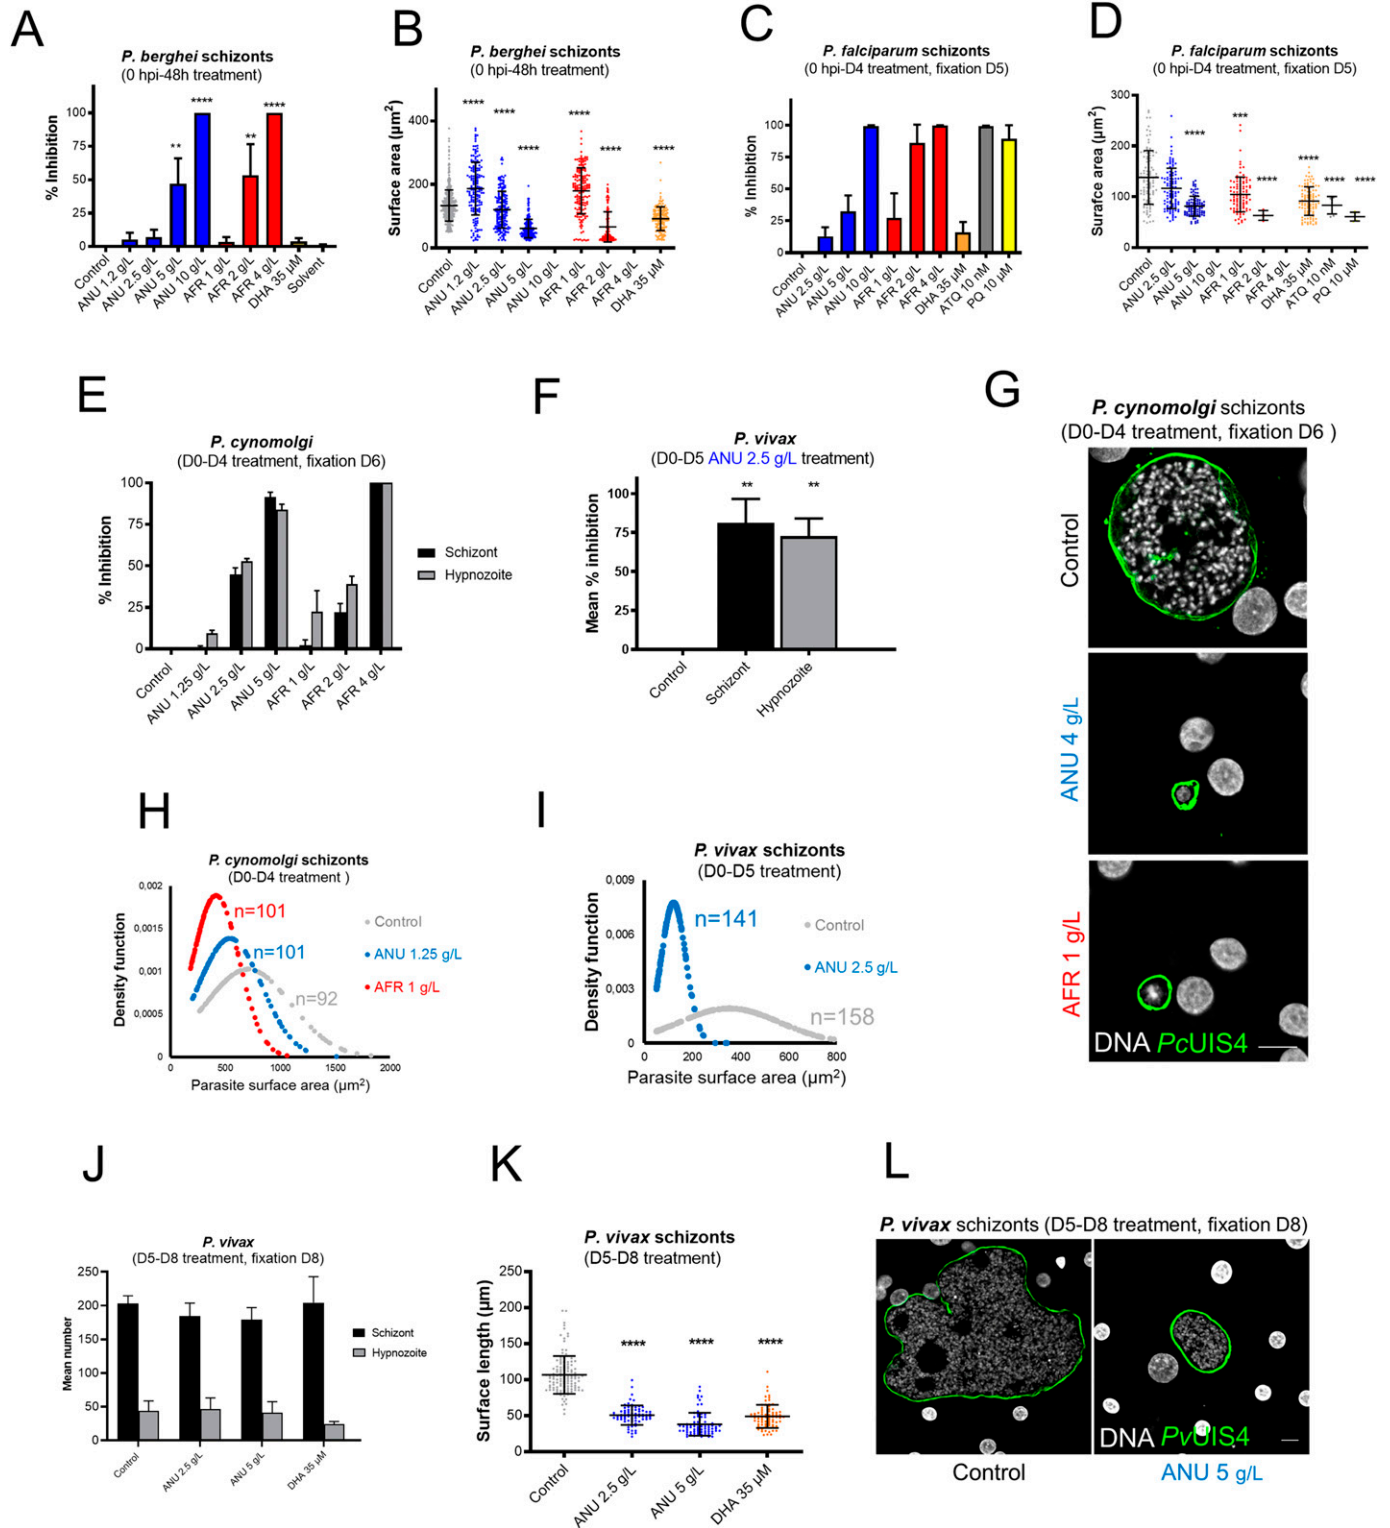 A
P. berghei schizonts
(0 hpi-48h treatment)
% Inhibition
100
75
50
25
0
**
****
**
****
Control
ANU 1.2 g/L
ANU 2.5 g/L
ANU 5 g/L
ANU 10 g/L
AFR 1 g/L
AFR 2 g/L
AFR 4 g/L
DHA 35 µM
Solvent
B
P. berghei schizonts
(0 hpi-48h treatment)
Surface area (µm²)
400
200
0
****
****
****
****
****
****
Control
ANU 1.2 g/L
ANU 2.5 g/L
ANU 5 g/L
ANU 10 g/L
AFR 1 g/L
AFR 2 g/L
AFR 4 g/L
DHA 35 µM
C
P. falciparum schizonts
(0 hpi-D4 treatment, fixation D5)
% Inhibition
100
75
50
25
0
Control
ANU 2.5 g/L
ANU 5 g/L
ANU 10 g/L
AFR 1 g/L
AFR 2 g/L
AFR 4 g/L
DHA 35 µM
ATQ 10 nM
PQ 10 µM
D
P. falciparum schizonts
(0 hpi-D4 treatment, fixation D5)
Suraface area (µm²)
300
200
100
0
****
***
****
****
****
****
Control
ANU 2.5 g/L
ANU 5 g/L
ANU 10 g/L
AFR 1 g/L
AFR 2 g/L
AFR 4 g/L
DHA 35 µM
ATQ 10 nM
PQ 10 µM
E
P. cynomolgi
(D0-D4 treatment, fixation D6)
% Inhibition
100
75
50
25
0
Control
ANU 1.25 g/L
ANU 2.5 g/L
ANU 5 g/L
AFR 1 g/L
AFR 2 g/L
AFR 4 g/L
Schizont
Hypnozoite
F
P. vivax
(D0-D5 ANU 2.5 g/L treatment)
Mean % inhibition
100
75
50
25
0
**
**
Control
Schizont
Hypnozoite
G
P. cynomolgi schizonts
(D0-D4 treatment, fixation D6 )
Control
ANU 4 g/L
AFR 1 g/L
DNA PcUIS4
H
P. cynomolgi schizonts
(D0-D4 treatment )
Density function
0,002
0,0015
0,001
0,0005
0
0
500
1000
1500
2000
Parasite surface area (µm²)
n=101
n=101
n=92
Control
ANU 1.25 g/L
AFR 1 g/L
I
P. vivax schizonts
(D0-D5 treatment)
Density function
0,009
0,006
0,003
0
0
200
400
600
800
Parasite surface area (µm²)
n=141
n=158
Control
ANU 2.5 g/L
J
P. vivax
(D5-D8 treatment, fixation D8)
Mean number
250
200
150
100
50
0
Control
ANU 2.5 g/L
ANU 5 g/L
DHA 35 µM
Schizont
Hypnozoite
K
P. vivax schizonts
(D5-D8 treatment)
Surface length (µm)
250
200
150
100
50
0
****
****
****
Control
ANU 2.5 g/L
ANU 5 g/L
DHA 35 µM
L
P. vivax schizonts (D5-D8 treatment, fixation D8)
DNA PvUIS4
Control
ANU 5 g/L